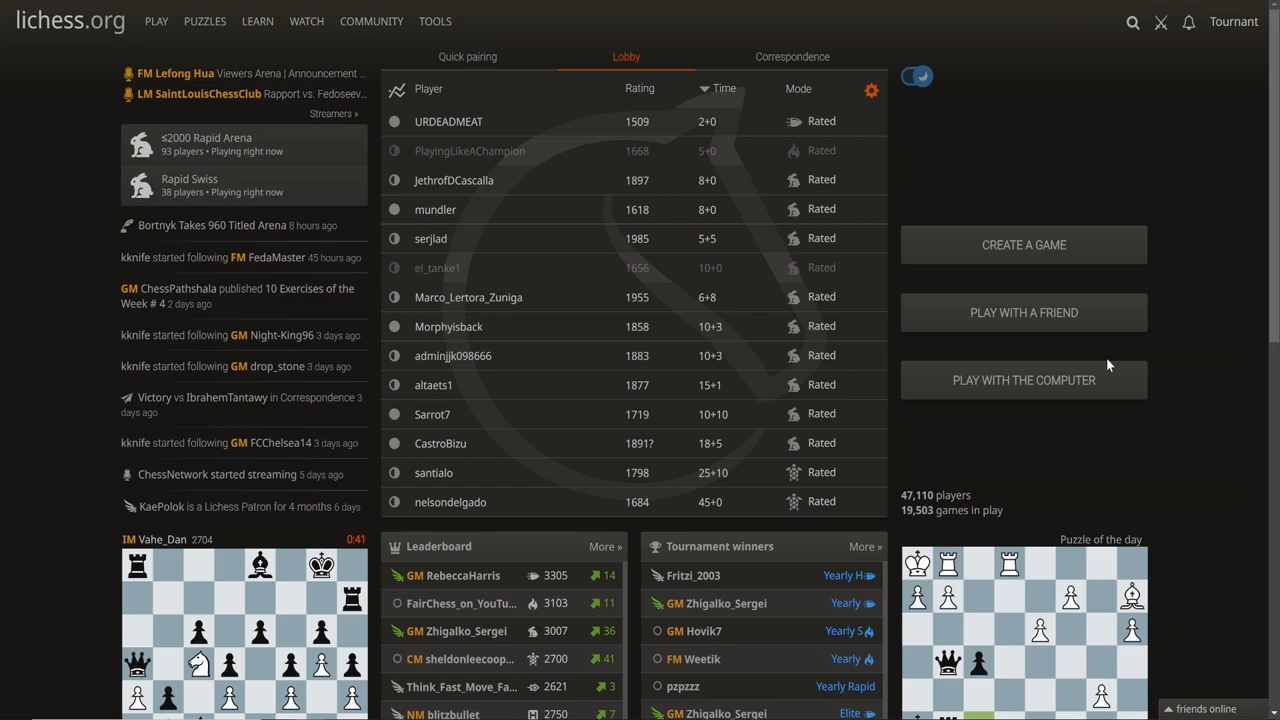 lichess.org
PLAY
PUZZLES
LEARN
WATCH
COMMUNITY
TOOLS
Tournant
Quick pairing
Lobby
Correspondence
FM Lefong Hua Viewers Arena | Announcement ...
LM SaintLouisChessClub Rapport vs. Fedoseev...
Streamers »
≤2000 Rapid Arena
93 players • Playing right now
Rapid Swiss
38 players • Playing right now
Bortnyk Takes 960 Titled Arena 8 hours ago
kknife started following FM FedaMaster 45 hours ago
GM ChessPathshala published 10 Exercises of the
Week # 4 2 days ago
kknife started following GM Night-King96 3 days ago
kknife started following GM drop_stone 3 days ago
Victory vs IbrahemTantawy in Correspondence 3
days ago
kknife started following GM FCChelsea14 3 days ago
ChessNetwork started streaming 5 days ago
KaePolok is a Lichess Patron for 4 months 6 days
IM Vahe_Dan 2704 0:41
Player Rating Time Mode
URDEADMEAT 1509 2+0 Rated
PlayingLikeAChampion 1668 5+0 Rated
JethrofDCascalla 1897 8+0 Rated
mundler 1618 8+0 Rated
serjlad 1985 5+5 Rated
el_tanke1 1656 10+0 Rated
Marco_Lertora_Zuniga 1955 6+8 Rated
Morphyisback 1858 10+3 Rated
adminjjk098666 1883 10+3 Rated
altaets1 1877 15+1 Rated
Sarrot7 1719 10+10 Rated
CastroBizu 1891? 18+5 Rated
santialo 1798 25+10 Rated
nelsondelgado 1684 45+0 Rated
Leaderboard More »
GM RebeccaHarris 3305 14
FairChess_on_YouTu... 3103 11
GM Zhigalko_Sergei 3007 36
CM sheldonleecoop... 2700 41
Think_Fast_Move_Fa... 2621 3
NM blitzbullet 2750 7
Tournament winners More »
Fritzi_2003 Yearly H
GM Zhigalko_Sergei Yearly
GM Hovik7 Yearly S
FM Weetik Yearly
pzpzzz Yearly Rapid
GM Zhigalko_Sergei Elite
CREATE A GAME
PLAY WITH A FRIEND
PLAY WITH THE COMPUTER
47,110 players
19,503 games in play
Puzzle of the day
friends online